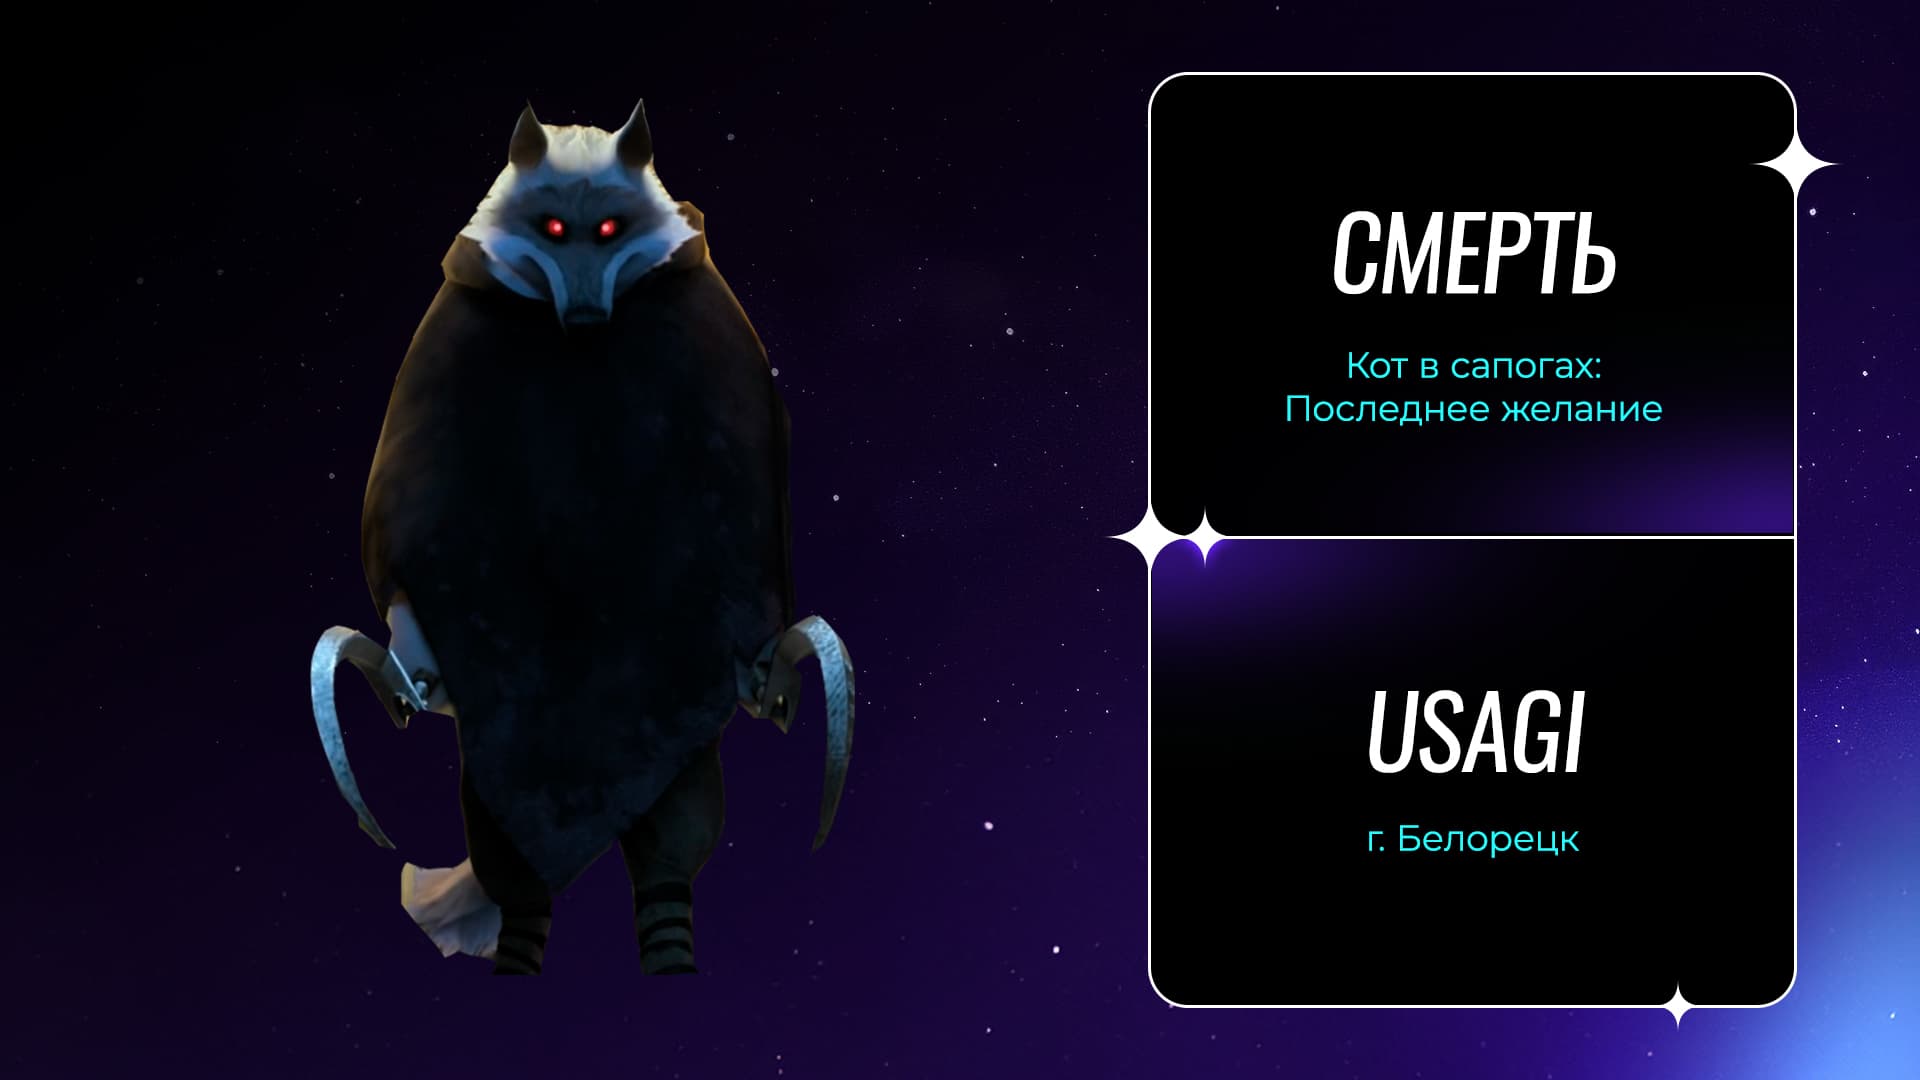 СМЕРТЬ
Кот в сапогах:
Последнее желание
USAGI
г. Белорецк